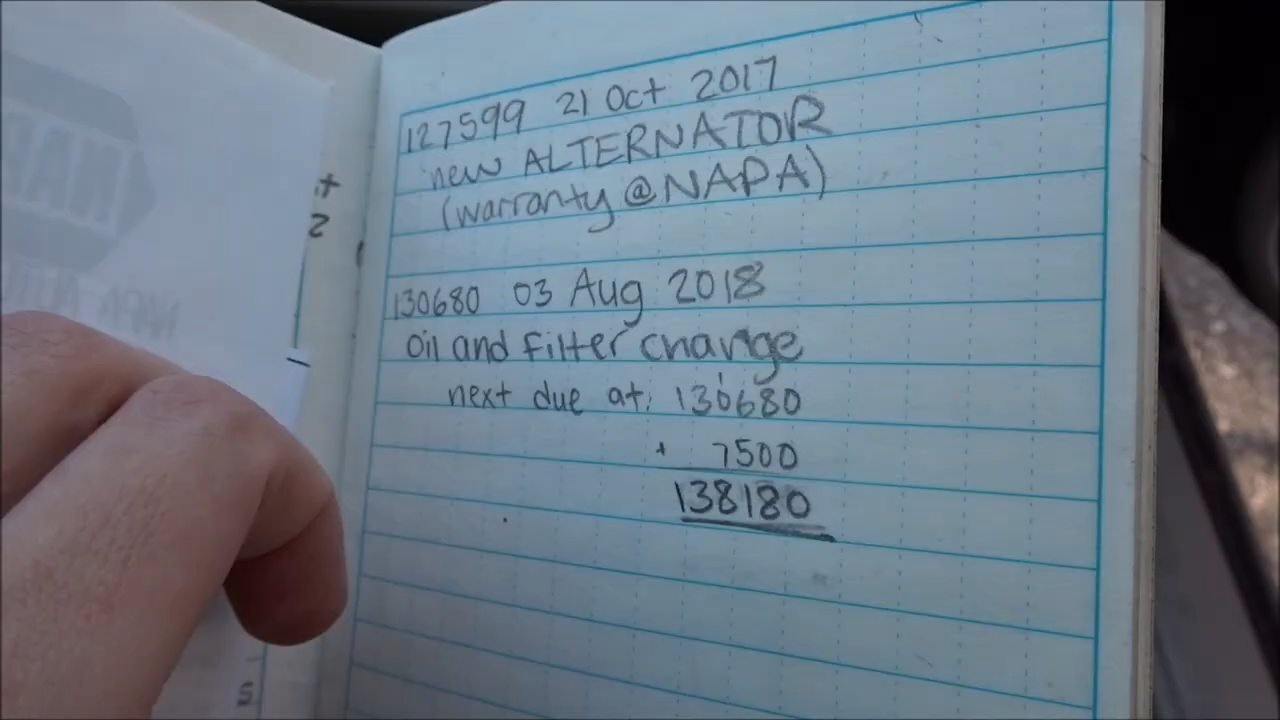 127599 21 Oct 2017
new ALTERNATOR
(warranty @ NAPA)
130680 03 Aug 2018
Oil and Filter change
next due at: 130680
+ 7500
138180